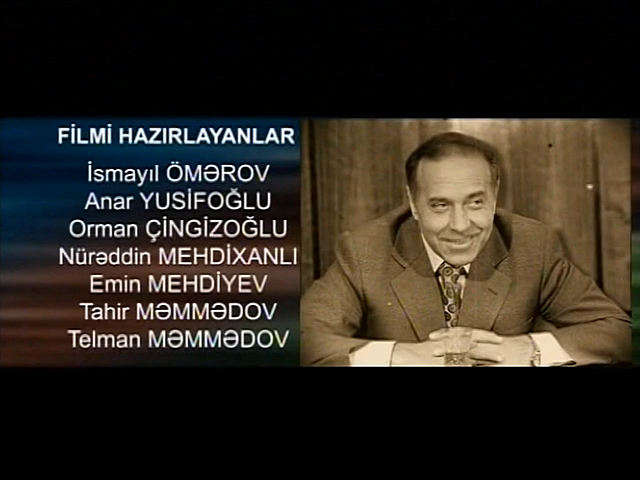 FİLMİ HAZIRLAYANLAR
İsmayıl ÖMƏROV
Anar YUSİFOĞLU
Orman ÇİNGİZOĞLU
Nürəddin MEHDİXANLI
Emin MEHDİYEV
Tahir MƏMMƏDOV
Telman MƏMMƏDOV